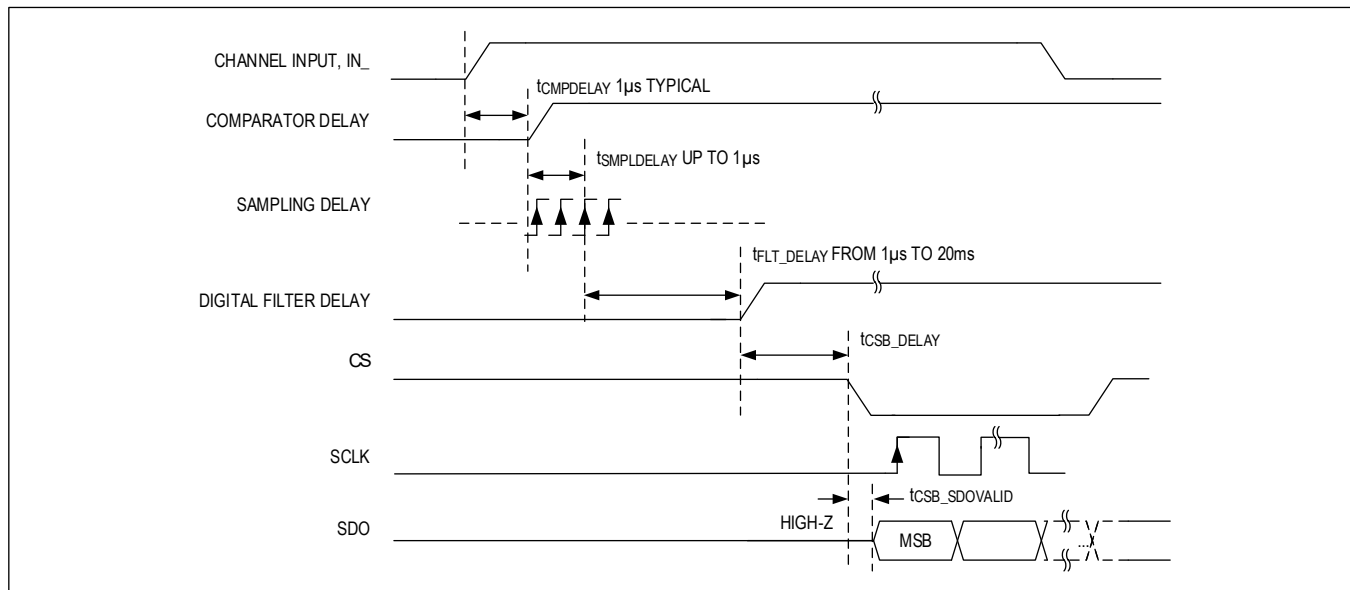 CHANNEL INPUT, IN_
tCMPDELAY 1µs TYPICAL
COMPARATOR DELAY
tSMPLDELAY UP TO 1µs
SAMPLING DELAY
tFLT_DELAY FROM 1µs TO 20ms
DIGITAL FILTER DELAY
tCSB_DELAY
CS
SCLK
tCSB_SDOVALID
HIGH-Z
SDO
MSB
...